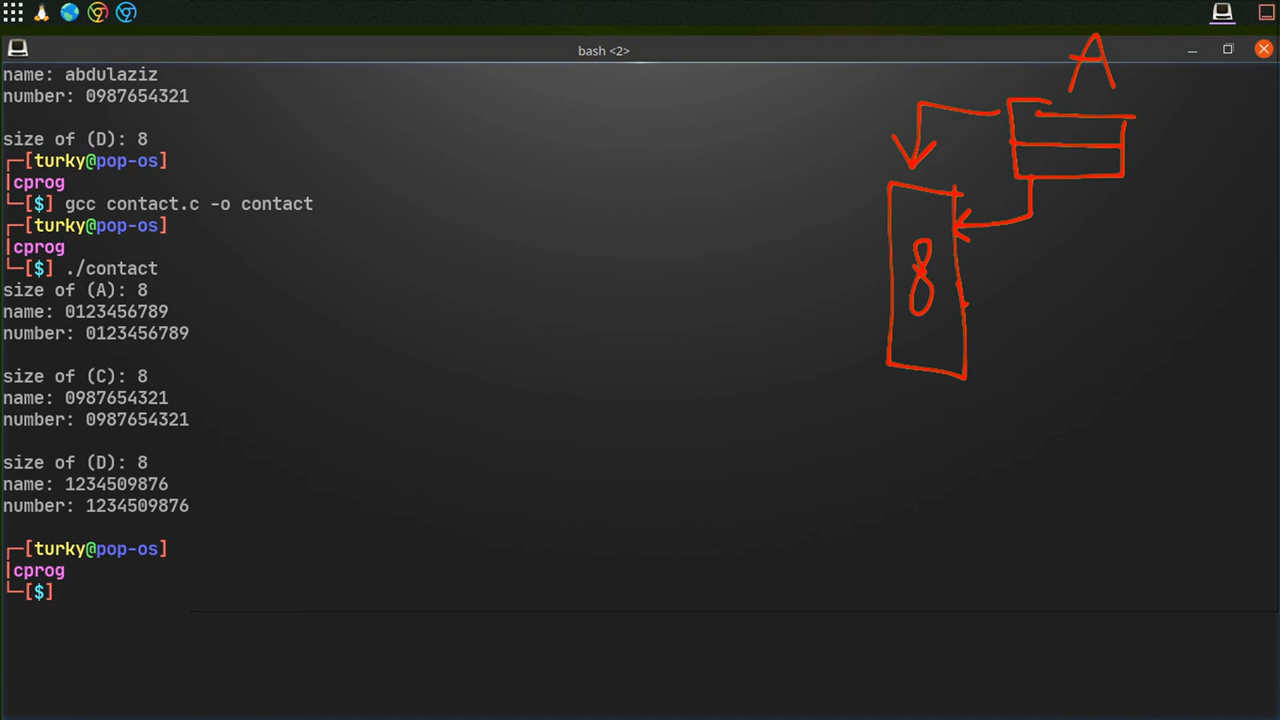 bash <2>
name: abdulaziz
number: 0987654321
size of (D): 8
┌─[turky@pop-os]
|cprog
└─[$] gcc contact.c -o contact
┌─[turky@pop-os]
|cprog
└─[$] ./contact
size of (A): 8
name: 0123456789
number: 0123456789
size of (C): 8
name: 0987654321
number: 0987654321
size of (D): 8
name: 1234509876
number: 1234509876
┌─[turky@pop-os]
|cprog
└─[$]
A
8